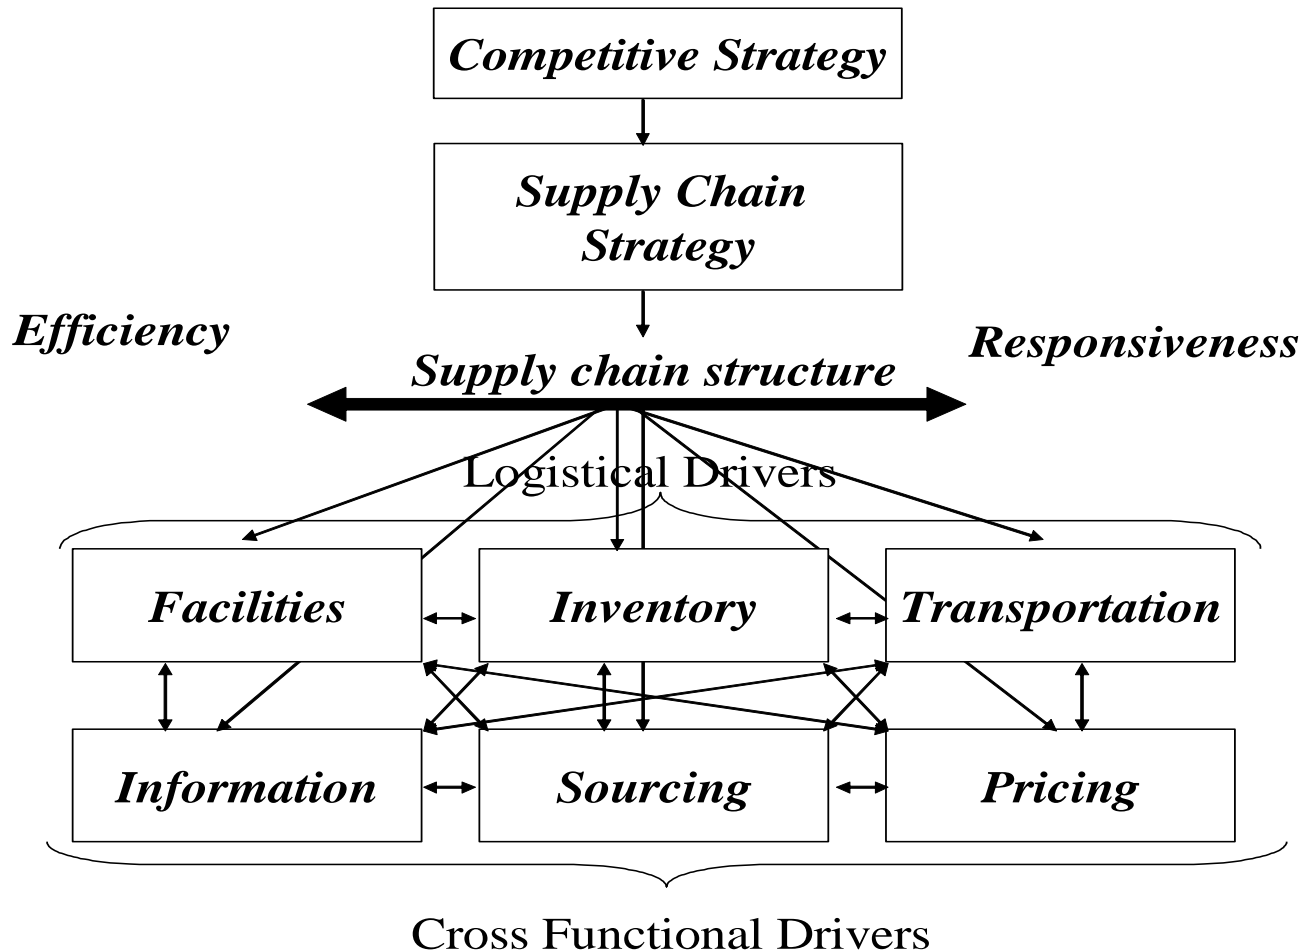 Competitive Strategy
Supply Chain
Strategy
Efficiency
Responsiveness
Supply chain structure
Logistical Drivers
Facilities
Inventory
Transportation
Information
Sourcing
Pricing
Cross Functional Drivers